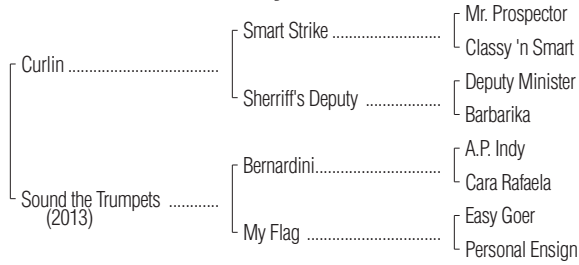 Mr. Prospector
Smart Strike ......................
Classy 'n Smart
Curlin ...............................
Deputy Minister
Sherriff's Deputy ...............
Barbarika
A.P. Indy
Bernardini..........................
Cara Rafaela
Sound the Trumpets ..........
(2013)
Easy Goer
My Flag ...........................
Personal Ensign